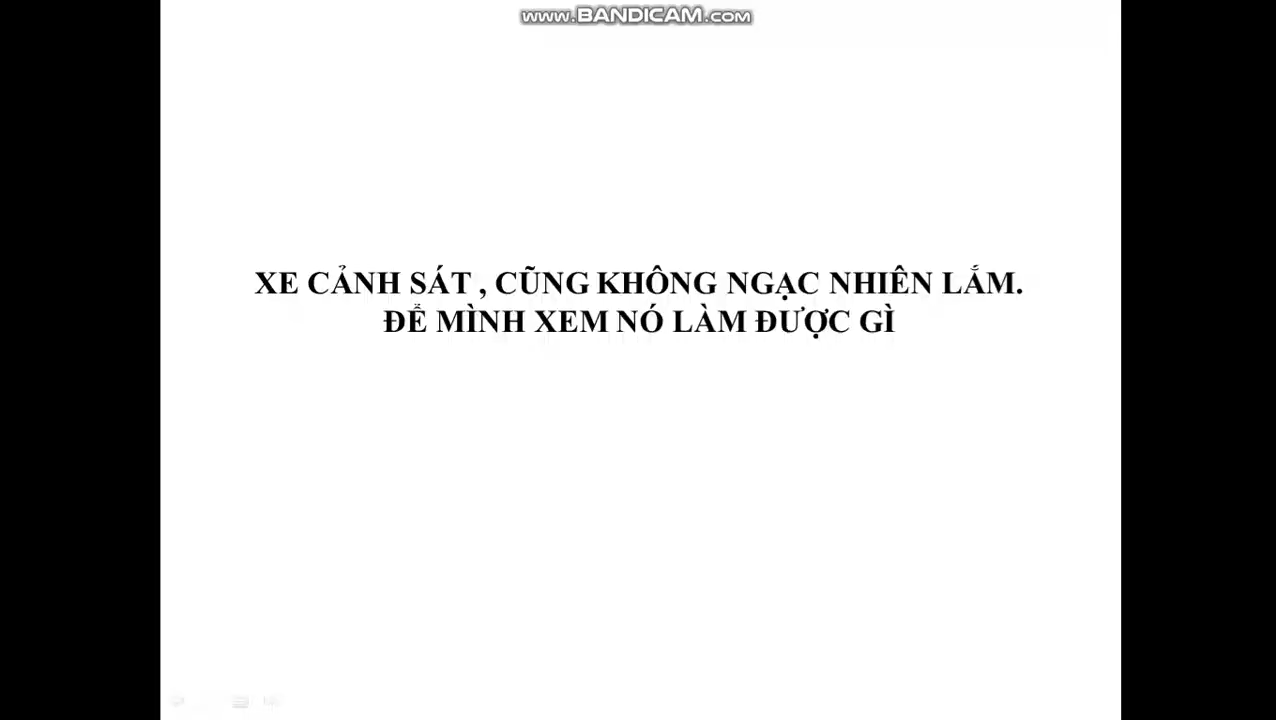 www.BANDICAM.com
XE CẢNH SÁT , CŨNG KHÔNG NGẠC NHIÊN LẮM.
ĐỂ MÌNH XEM NÓ LÀM ĐƯỢC GÌ